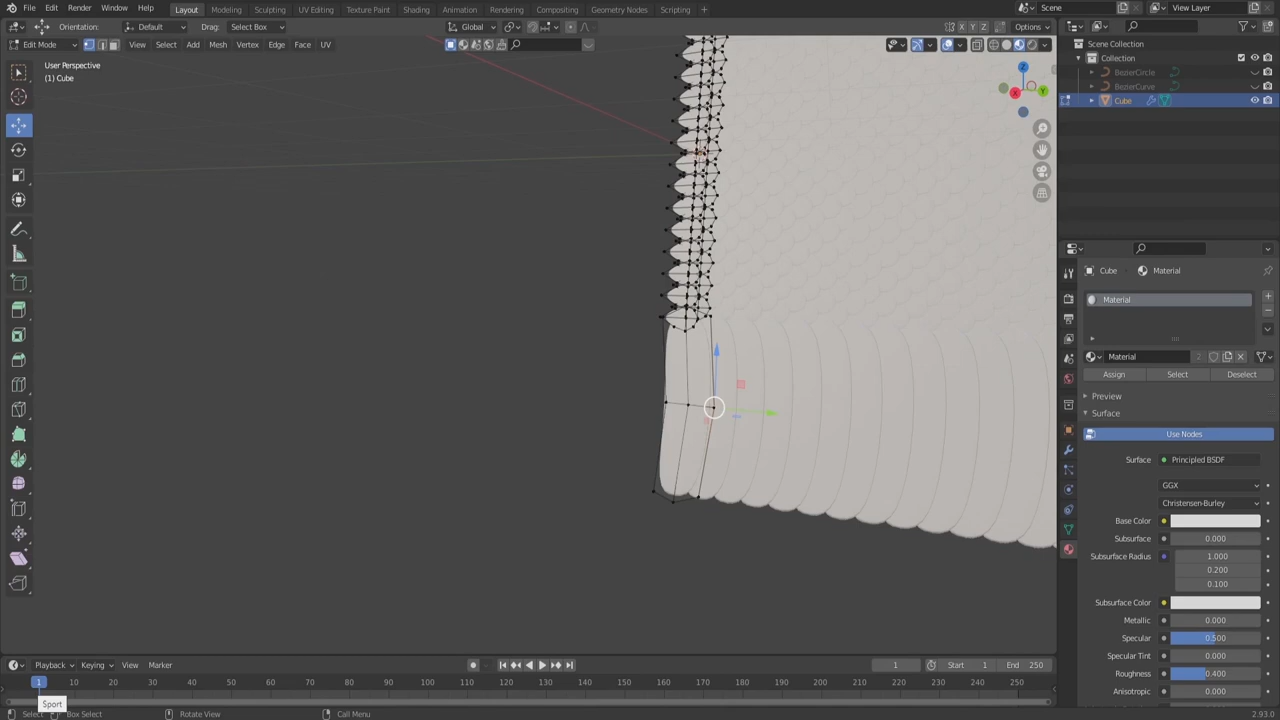 File Edit Render Window Help Layout Modeling Sculpting UV Editing Texture Paint Shading Animation Rendering Compositing Geometry Nodes Scripting Scene View Layer
Orientation: Default Drag: Select Box Global X Y Z Options
Edit Mode View Select Add Mesh Vertex Edge Face UV
User Perspective
(1) Cube
Z
X Y
Scene Collection
Collection
BezierCircle
BezierCurve
Cube
Cube Material
Material
Material 2
Assign Select Deselect
Preview
Surface
Use Nodes
Surface Principled BSDF
GGX
Christensen-Burley
Base Color
Subsurface 0.000
Subsurface Radius 1.000
0.200
0.100
Subsurface Color
Metallic 0.000
Specular 0.500
Specular Tint 0.000
Roughness 0.400
Anisotropic 0.000
Playback Keying View Marker 1 Start 1 End 250
1 10 20 30 40 50 60 70 80 90 100 110 120 130 140 150 160 170 180 190 200 210 220 230 240 250
Sport
Select Box Select Rotate View Call Menu 2.93.0